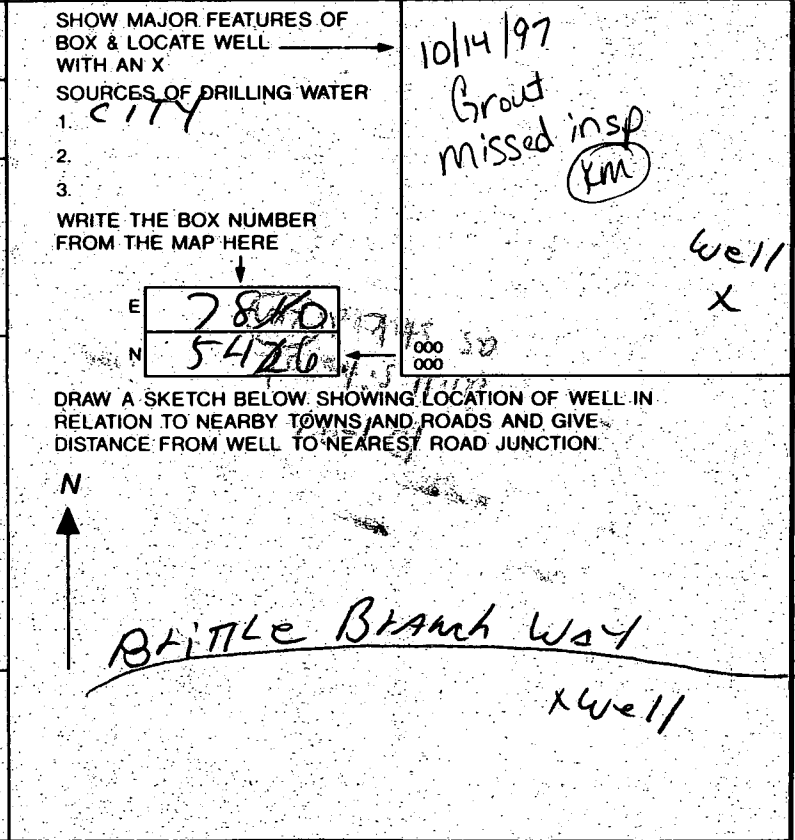 SHOW MAJOR FEATURES OF
BOX & LOCATE WELL
WITH AN X
SOURCES OF DRILLING WATER
1. CITY
2.
3.
WRITE THE BOX NUMBER
FROM THE MAP HERE
E
N
10/14/97
Grout
missed insp
well
X
000
000
DRAW A SKETCH BELOW SHOWING LOCATION OF WELL IN
RELATION TO NEARBY TOWNS AND ROADS AND GIVE
DISTANCE FROM WELL TO NEAREST ROAD JUNCTION
N
Brittle Branch Way
x well